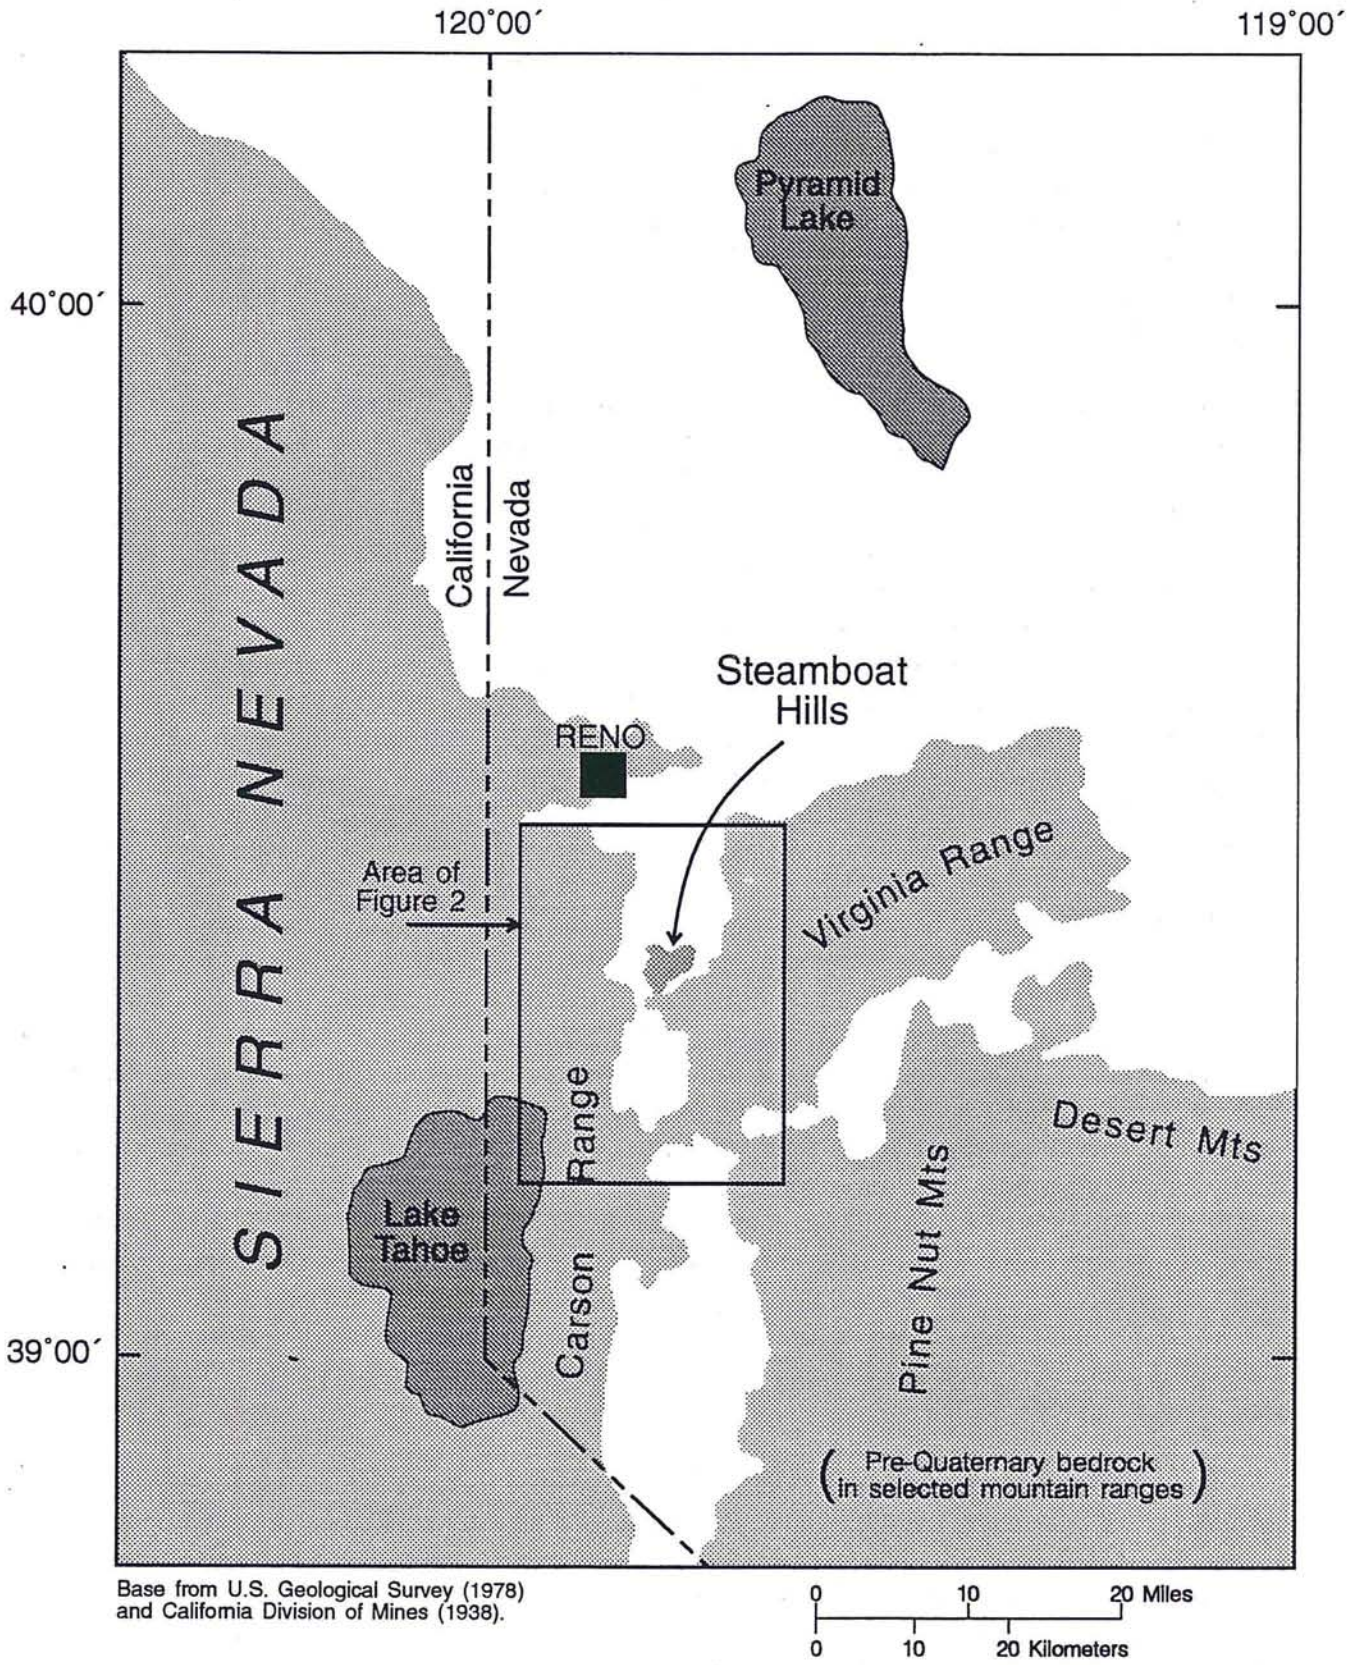 120°00′
119°00′
Pyramid
Lake
40°00′
SIERRA NEVADA
California
Nevada
Steamboat
Hills
RENO
Area of
Figure 2
Virginia Range
Carson Range
Lake
Tahoe
Desert Mts
Pine Nut Mts
39°00′
( Pre-Quaternary bedrock
in selected mountain ranges )
Base from U.S. Geological Survey (1978)
and California Division of Mines (1938).
0 10 20 Miles
0 10 20 Kilometers